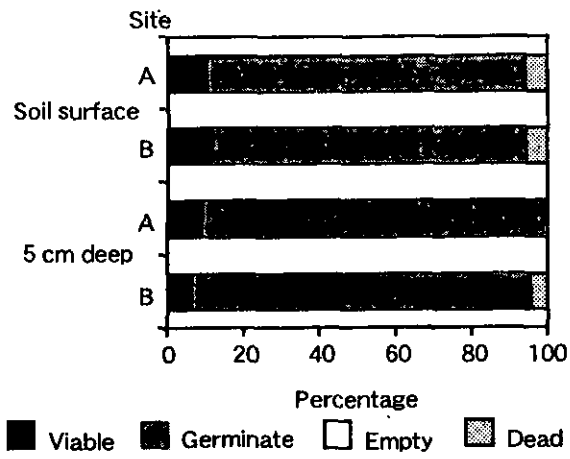 Site
A
Soil surface
B
A
5 cm deep
B
0 20 40 60 80 100
Percentage
Viable Germinate Empty Dead